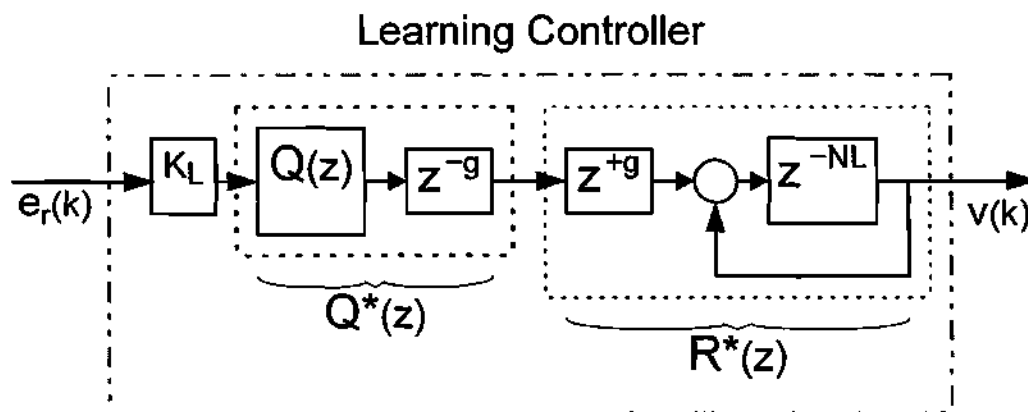 Learning Controller
e_r(k)
K_L
Q(z)
z^{-g}
z^{+g}
z^{-NL}
v(k)
Q*(z)
R*(z)